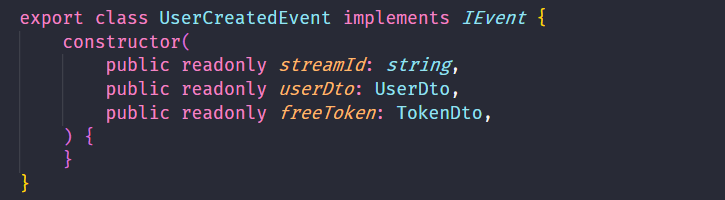 export class UserCreatedEvent implements IEvent {
    constructor(
        public readonly streamId: string,
        public readonly userDto: UserDto,
        public readonly freeToken: TokenDto,
    ) {
    }
}